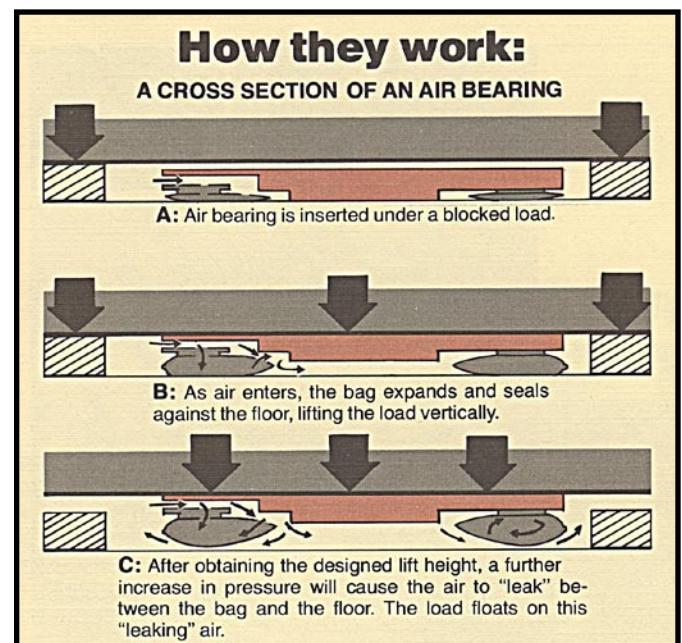 How they work:
A CROSS SECTION OF AN AIR BEARING
A: Air bearing is inserted under a blocked load.
B: As air enters, the bag expands and seals
against the floor, lifting the load vertically.
C: After obtaining the designed lift height, a further
increase in pressure will cause the air to “leak” be-
tween the bag and the floor. The load floats on this
“leaking” air.